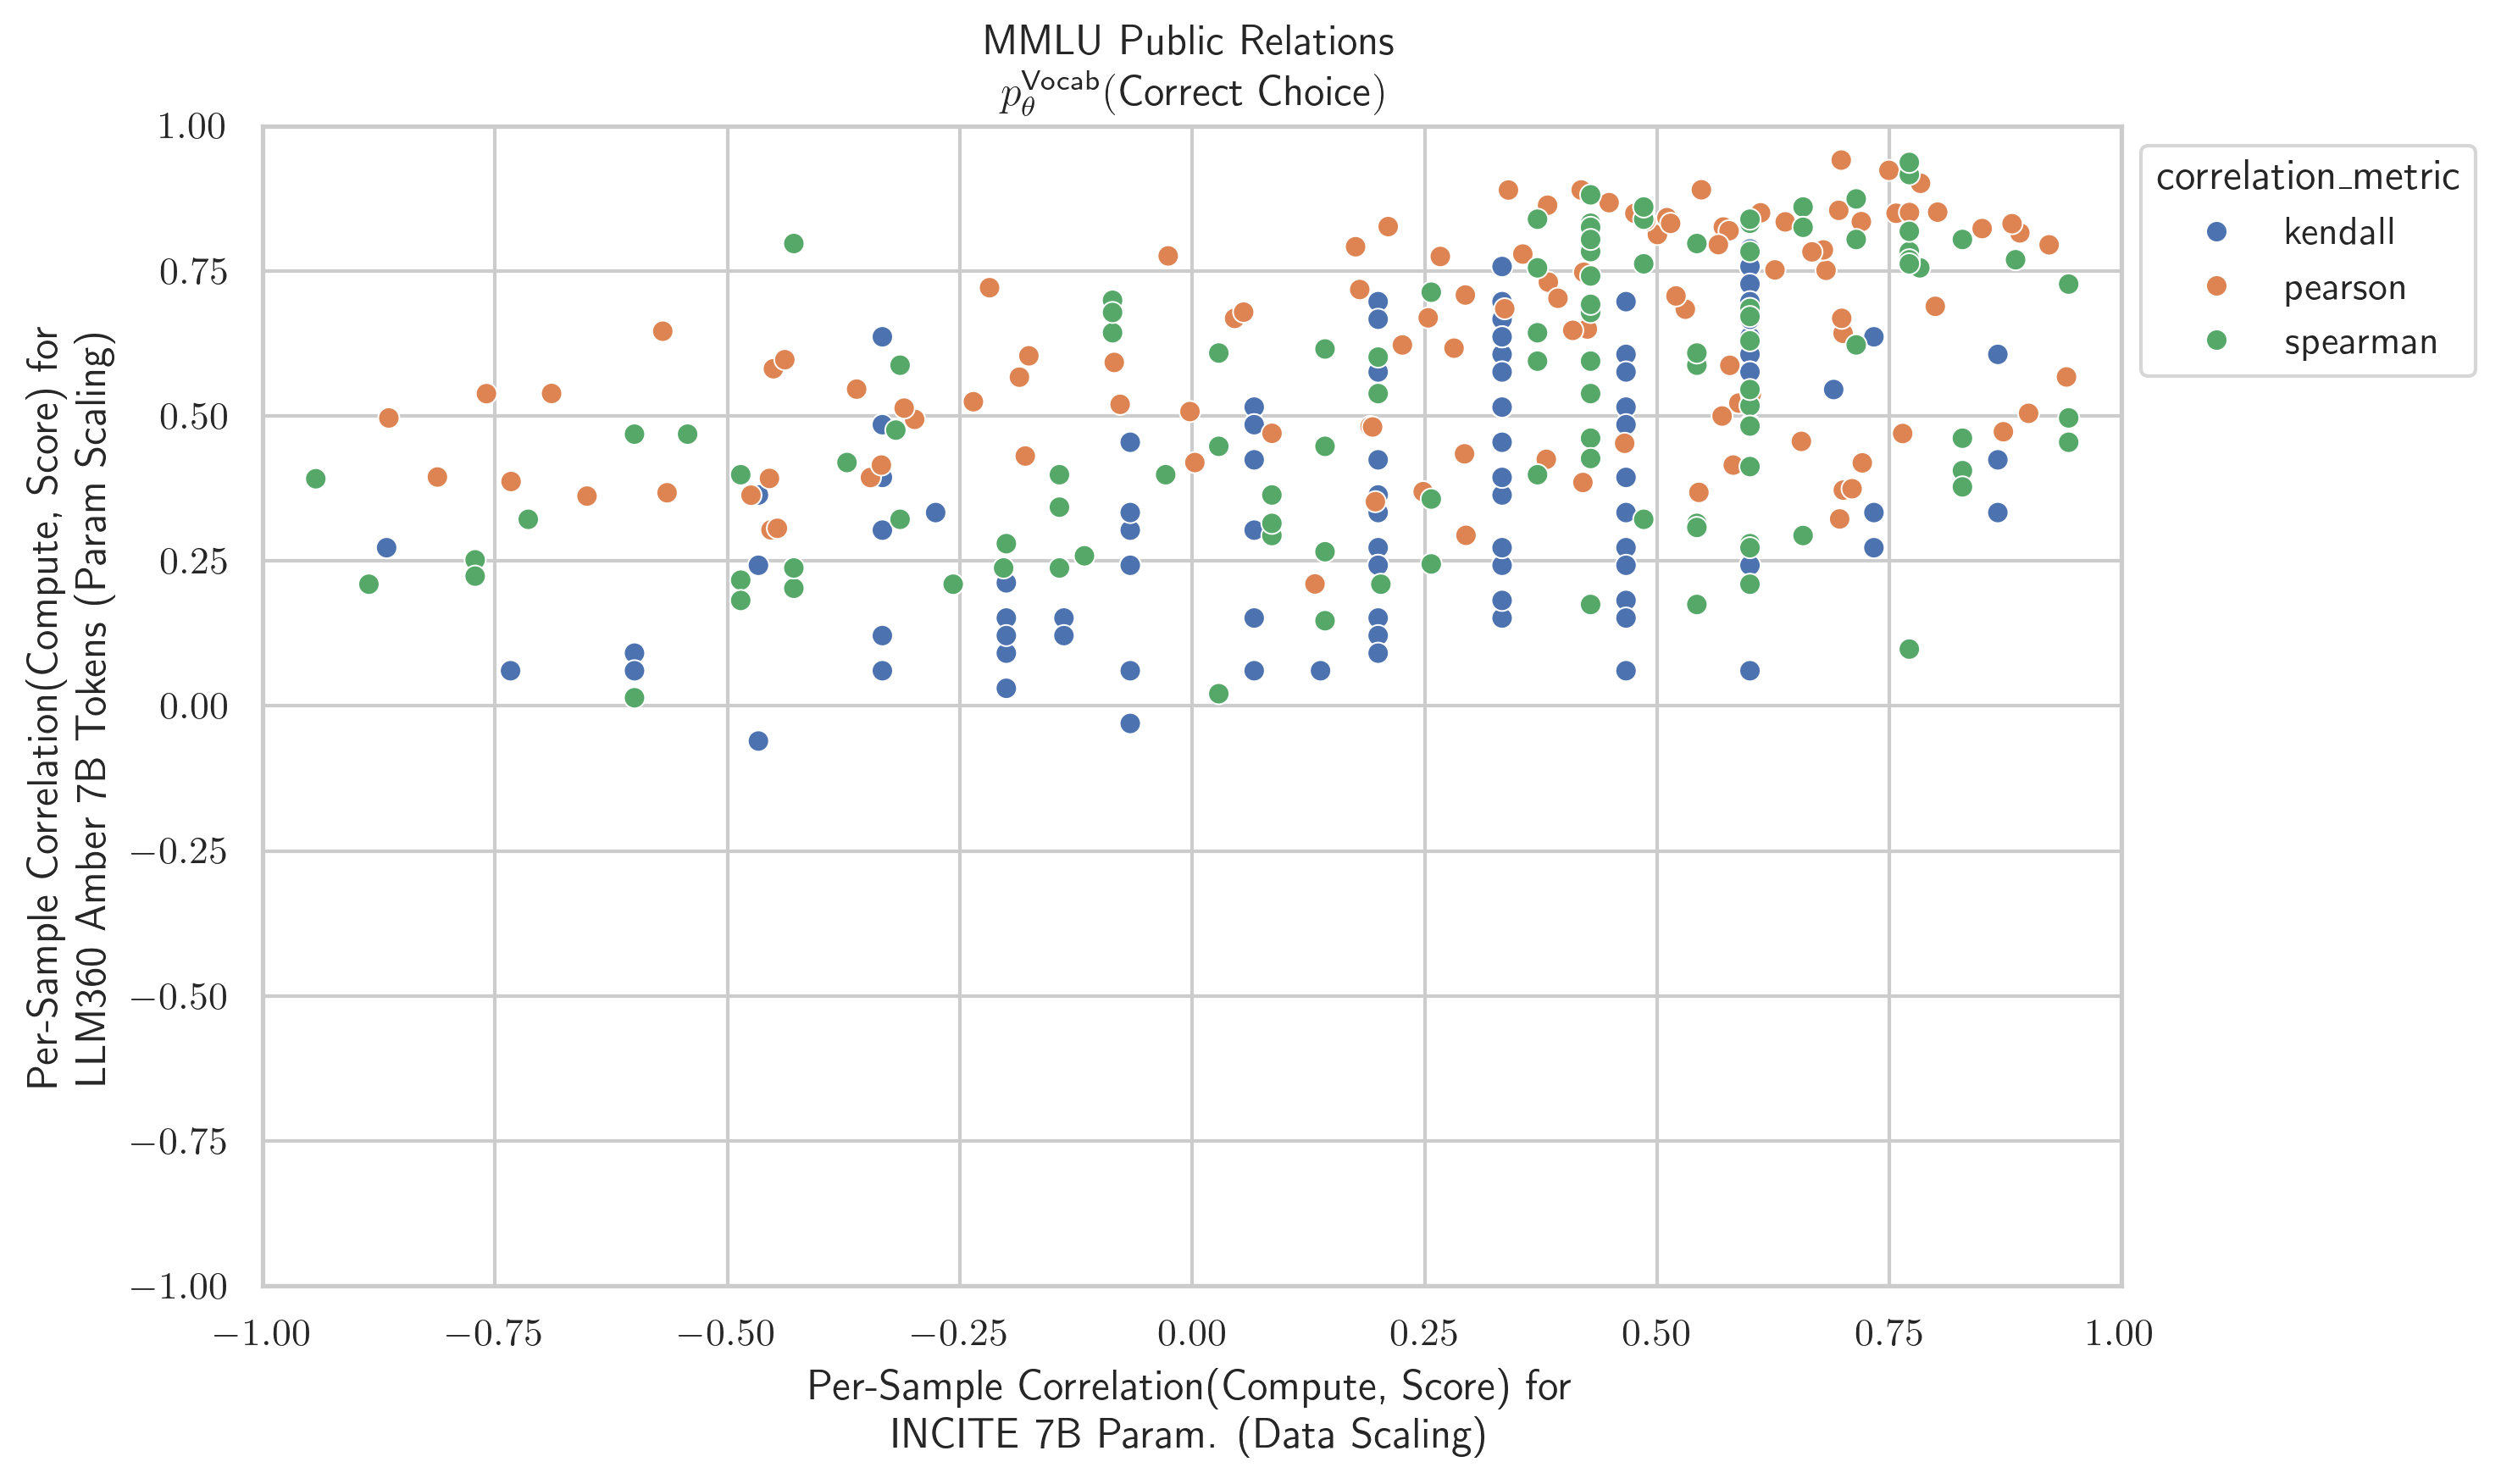 MMLU Public Relations
p_θ^Vocab(Correct Choice)
1.00
0.75
0.50
0.25
0.00
−0.25
−0.50
−0.75
−1.00
Per-Sample Correlation(Compute, Score) for
LLM360 Amber 7B Tokens (Param Scaling)
−1.00
−0.75
−0.50
−0.25
0.00
0.25
0.50
0.75
1.00
Per-Sample Correlation(Compute, Score) for
INCITE 7B Param. (Data Scaling)
correlation_metric
kendall
pearson
spearman